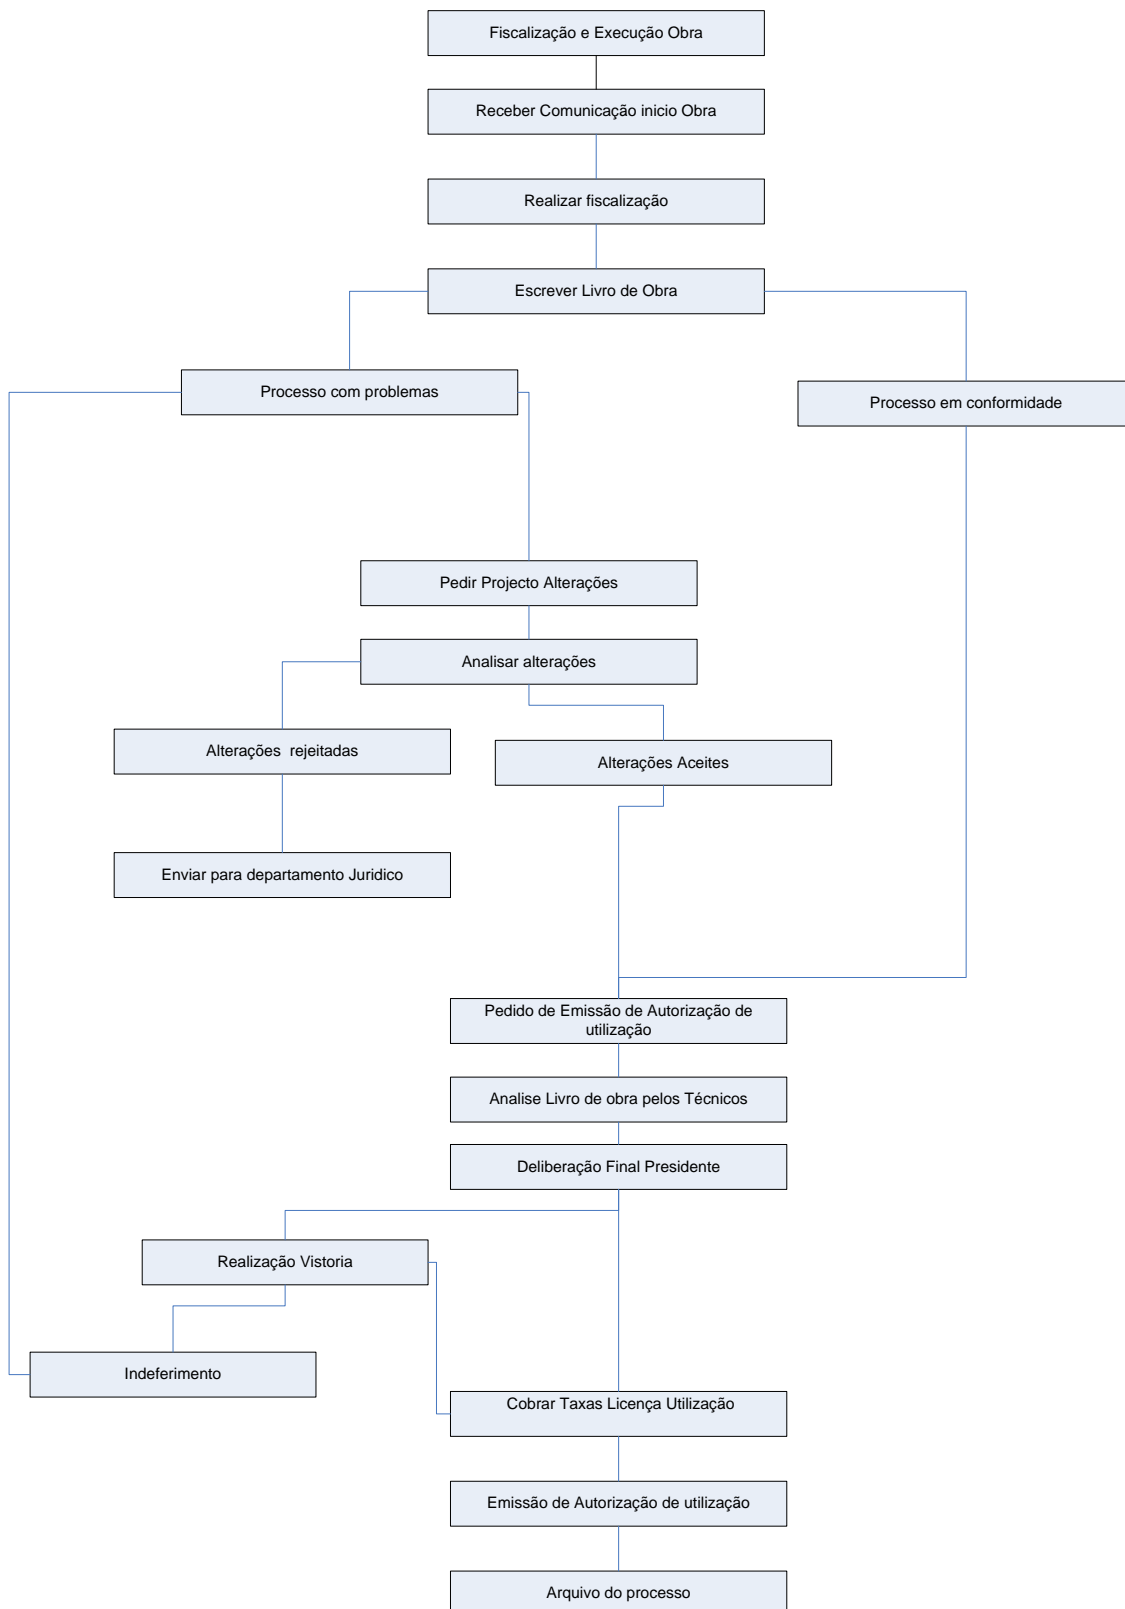 Fiscalização e Execução Obra
Receber Comunicação inicio Obra
Realizar fiscalização
Escrever Livro de Obra
Processo com problemas
Processo em conformidade
Pedir Projecto Alterações
Analisar alterações
Alterações  rejeitadas
Alterações Aceites
Enviar para departamento Juridico
Pedido de Emissão de Autorização de
utilização
Analise Livro de obra pelos Técnicos
Deliberação Final Presidente
Realização Vistoria
Indeferimento
Cobrar Taxas Licença Utilização
Emissão de Autorização de utilização
Arquivo do processo